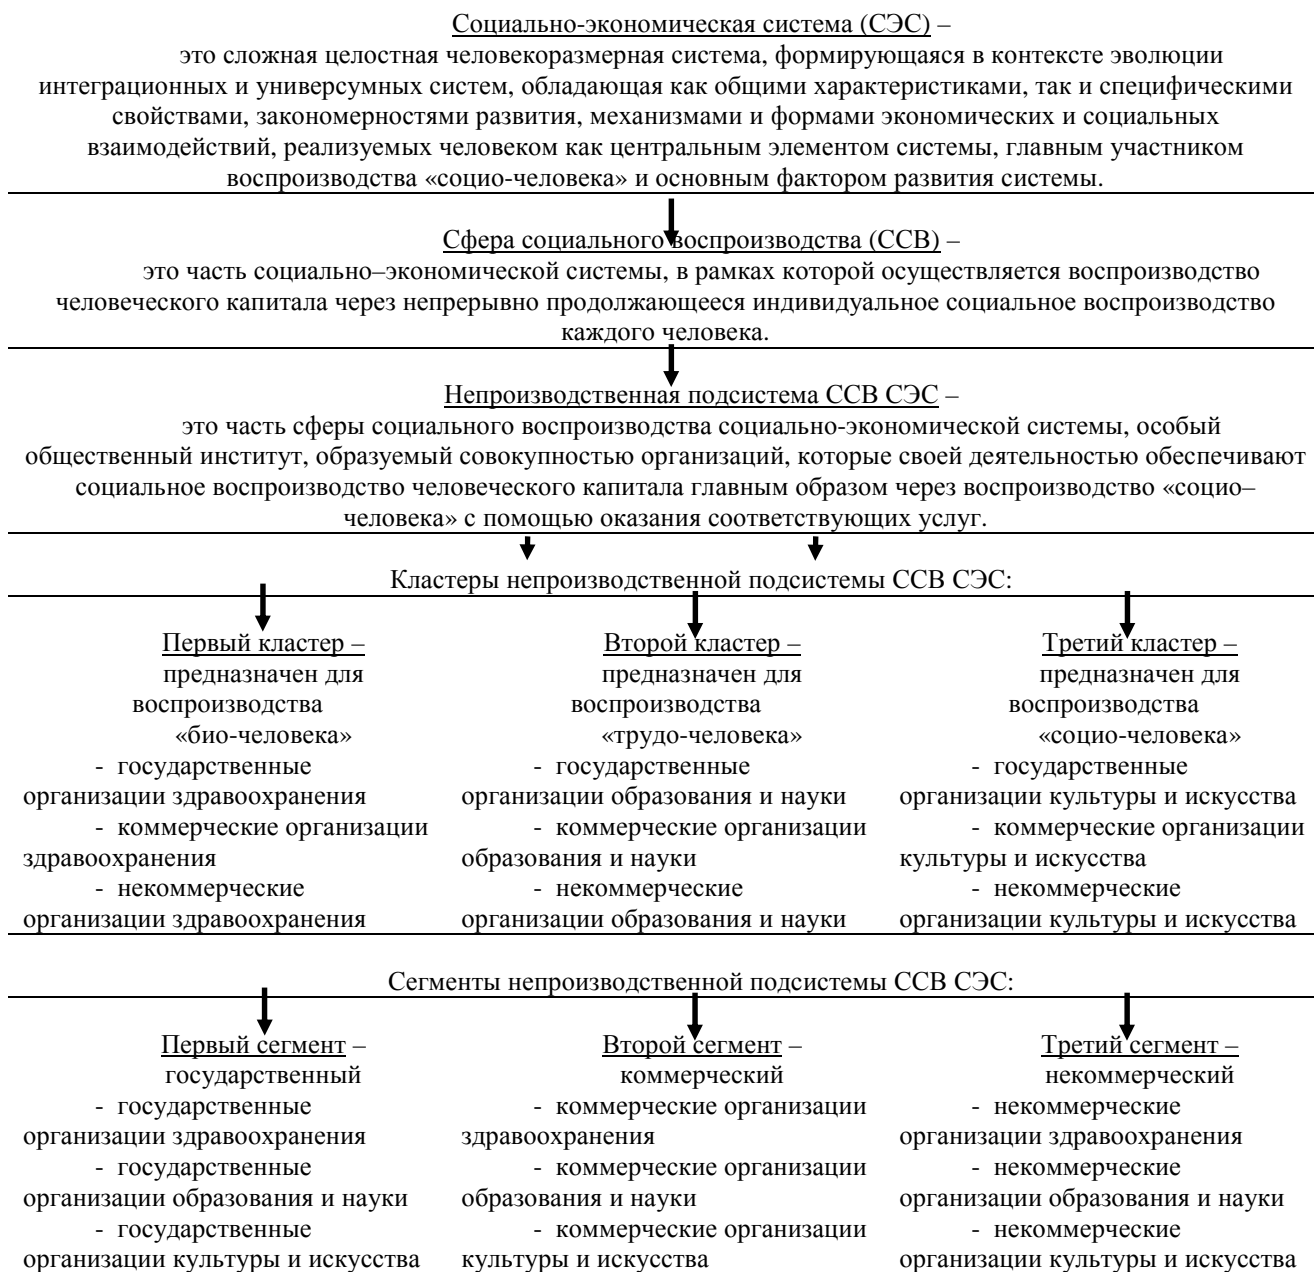 Социально-экономическая система (СЭС) –
это сложная целостная человекоразмерная система, формирующаяся в контексте эволюции
интеграционных и универсумных систем, обладающая как общими характеристиками, так и специфическими
свойствами, закономерностями развития, механизмами и формами экономических и социальных
взаимодействий, реализуемых человеком как центральным элементом системы, главным участником
воспроизводства «социо-человека» и основным фактором развития системы.
Сфера социального воспроизводства (ССВ) –
это часть социально–экономической системы, в рамках которой осуществляется воспроизводство
человеческого капитала через непрерывно продолжающееся индивидуальное социальное воспроизводство
каждого человека.
Непроизводственная подсистема ССВ СЭС –
это часть сферы социального воспроизводства социально-экономической системы, особый
общественный институт, образуемый совокупностью организаций, которые своей деятельностью обеспечивают
социальное воспроизводство человеческого капитала главным образом через воспроизводство «социо–
человека» с помощью оказания соответствующих услуг.
Кластеры непроизводственной подсистемы ССВ СЭС:
Первый кластер –
предназначен для
воспроизводства
«био-человека»
- государственные
организации здравоохранения
- коммерческие организации
здравоохранения
- некоммерческие
организации здравоохранения
Второй кластер –
предназначен для
воспроизводства
«трудо-человека»
- государственные
организации образования и науки
- коммерческие организации
образования и науки
- некоммерческие
организации образования и науки
Третий кластер –
предназначен для
воспроизводства
«социо-человека»
- государственные
организации культуры и искусства
- коммерческие организации
культуры и искусства
- некоммерческие
организации культуры и искусства
Сегменты непроизводственной подсистемы ССВ СЭС:
Первый сегмент –
государственный
- государственные
организации здравоохранения
- государственные
организации образования и науки
- государственные
организации культуры и искусства
Второй сегмент –
коммерческий
- коммерческие организации
здравоохранения
- коммерческие организации
образования и науки
- коммерческие организации
культуры и искусства
Третий сегмент –
некоммерческий
- некоммерческие
организации здравоохранения
- некоммерческие
организации образования и науки
- некоммерческие
организации культуры и искусства